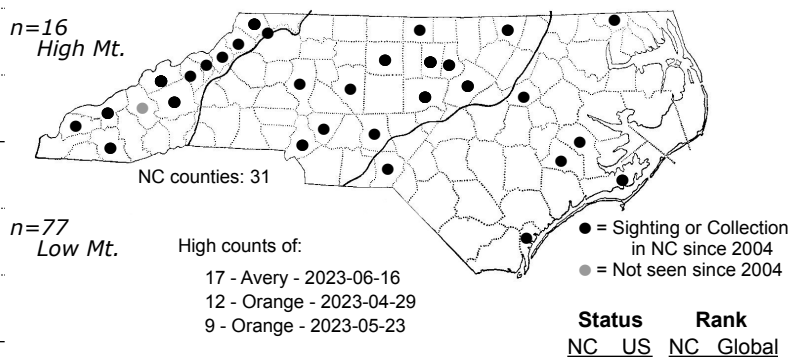 n=16
High Mt.
NC counties: 31
n=77
Low Mt.
High counts of:
17 - Avery - 2023-06-16
12 - Orange - 2023-04-29
9 - Orange - 2023-05-23
● = Sighting or Collection
in NC since 2004
● = Not seen since 2004
Status Rank
NC US NC Global